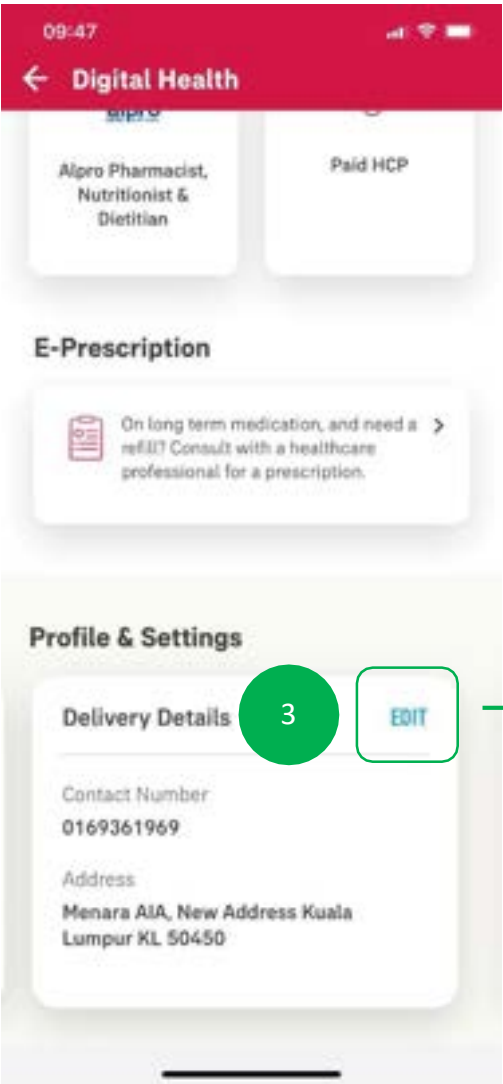 09:47
Digital Health
alpro
Alpro Pharmacist,
Nutritionist &
Dietitian
Paid HCP
E-Prescription
On long term medication, and need a
refill? Consult with a healthcare
professional for a prescription.
Profile & Settings
Delivery Details
3
EDIT
Contact Number
0169361969
Address
Menara AIA, New Address Kuala
Lumpur KL 50450